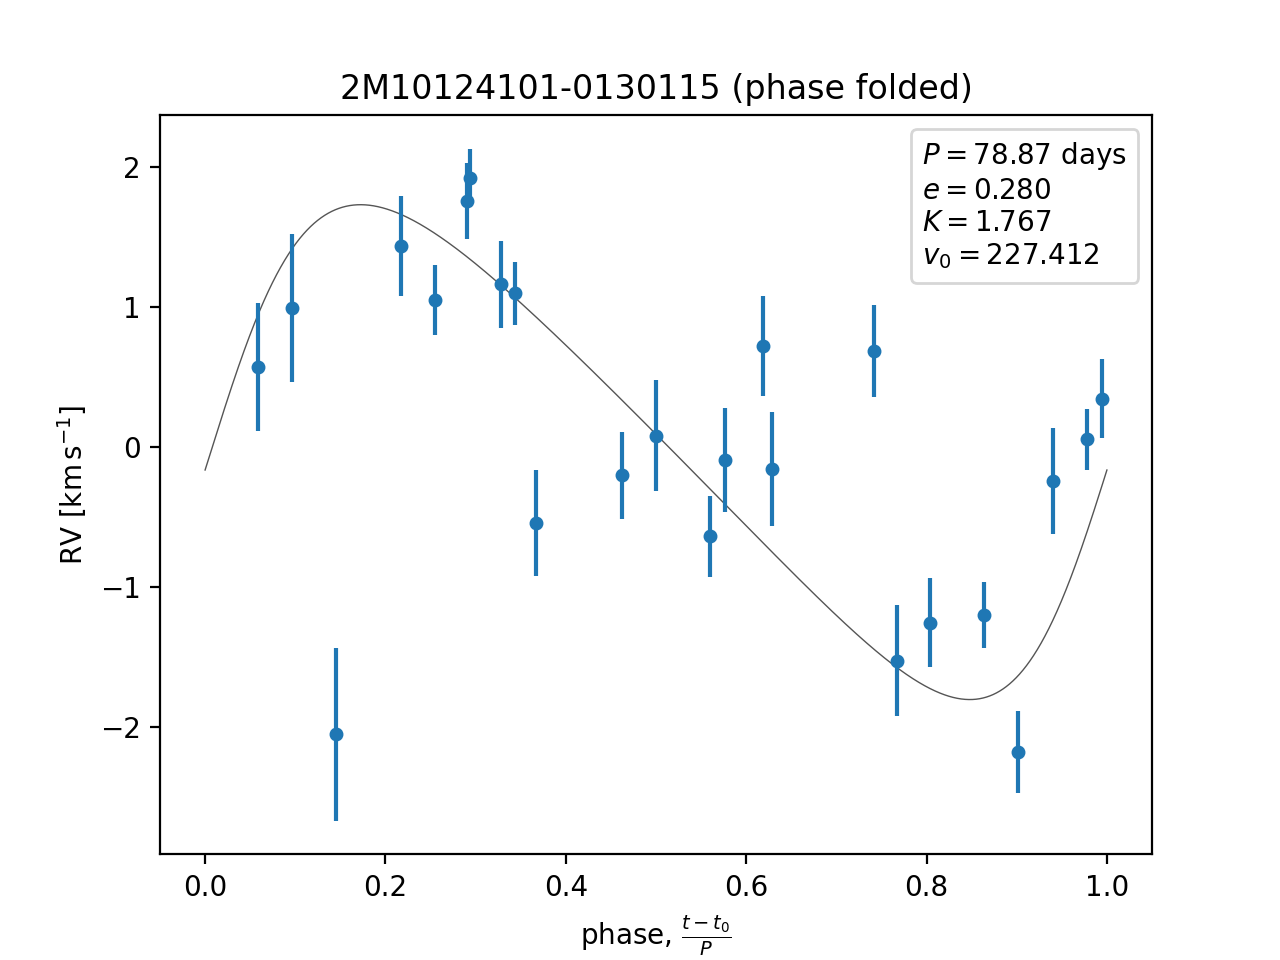 2M10124101-0130115 (phase folded)
P = 78.87 days
e = 0.280
K = 1.767
v₀ = 227.412
RV [km s⁻¹]
2
1
0
−1
−2
0.0 0.2 0.4 0.6 0.8 1.0
phase, (t − t₀)/P